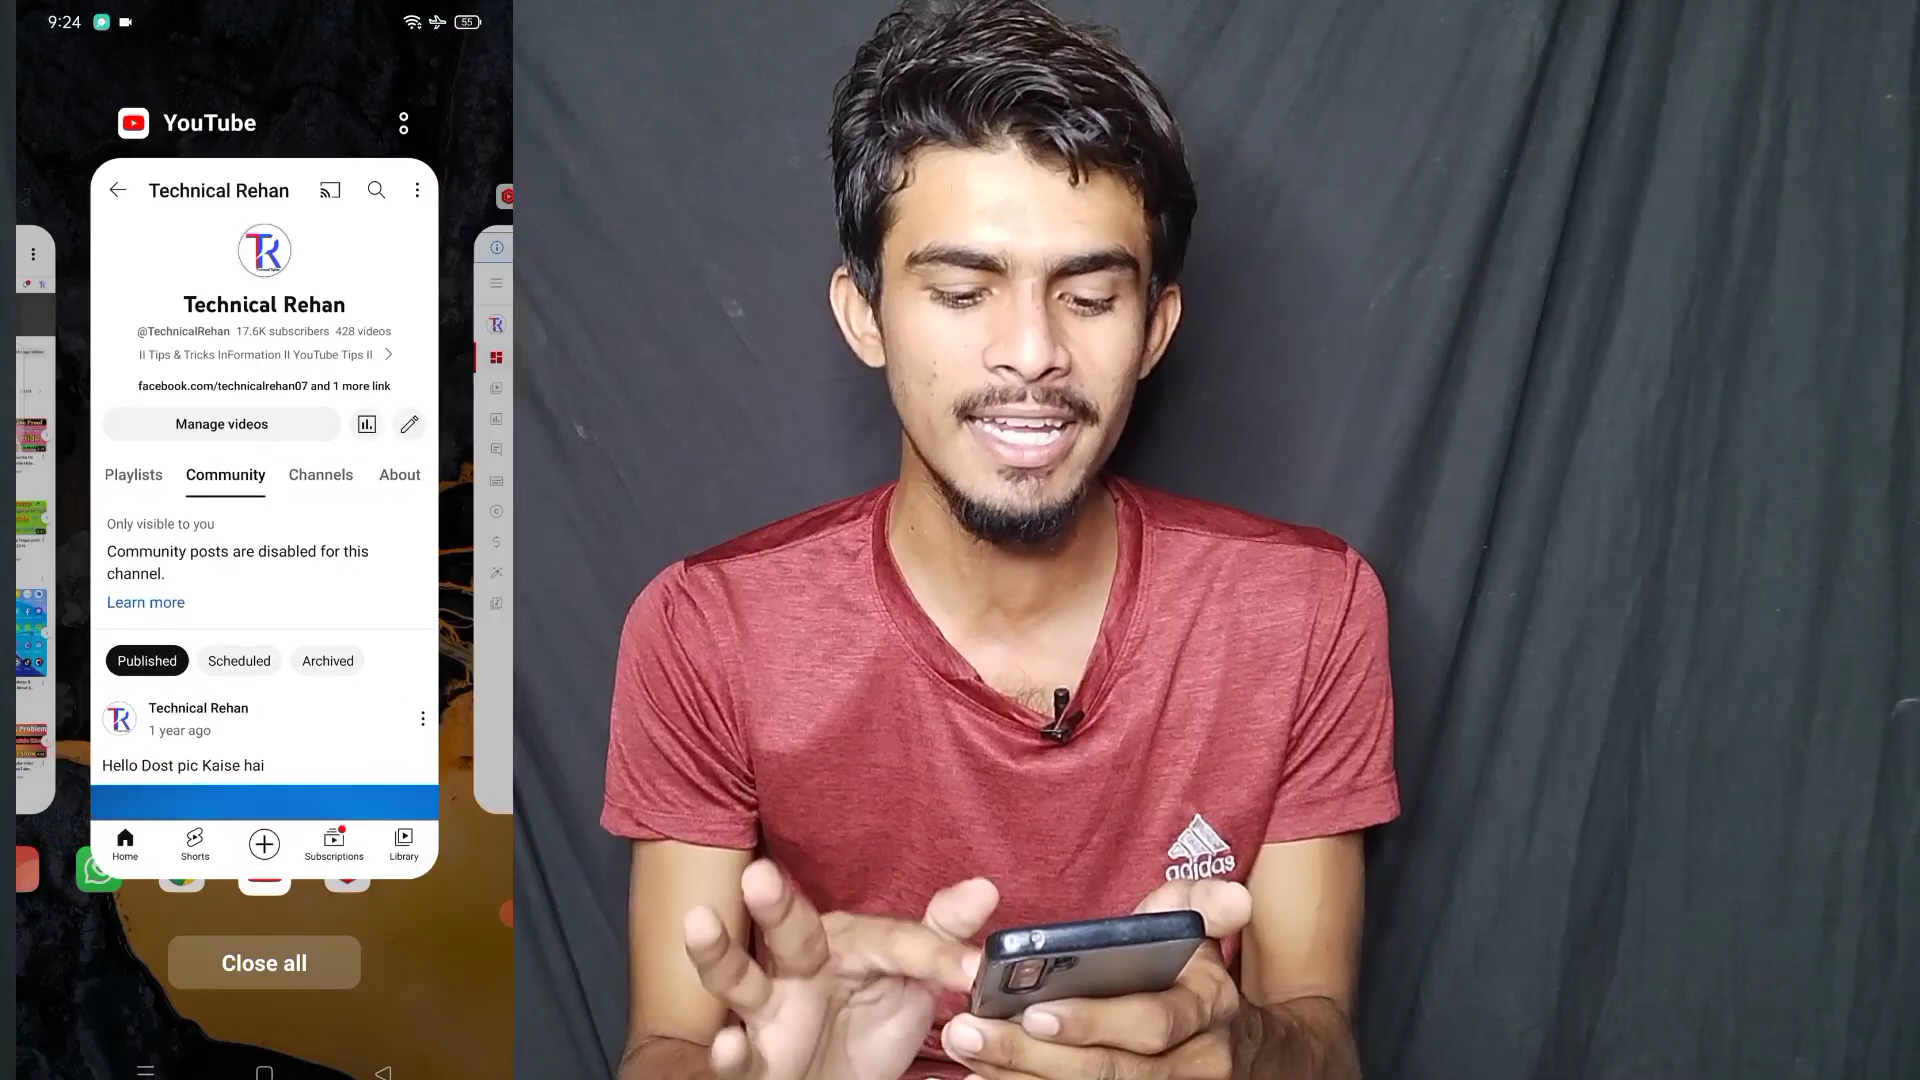 9:24
55
YouTube
Technical Rehan
Technical Rehan
@TechnicalRehan 17.6K subscribers 428 videos
II Tips & Tricks InFormation II YouTube Tips II
facebook.com/technicalrehan07 and 1 more link
Manage videos
Playlists Community Channels About
Only visible to you
Community posts are disabled for this
channel.
Learn more
Published Scheduled Archived
Technical Rehan
1 year ago
Hello Dost pic Kaise hai
Home Shorts Subscriptions Library
Close all
adidas